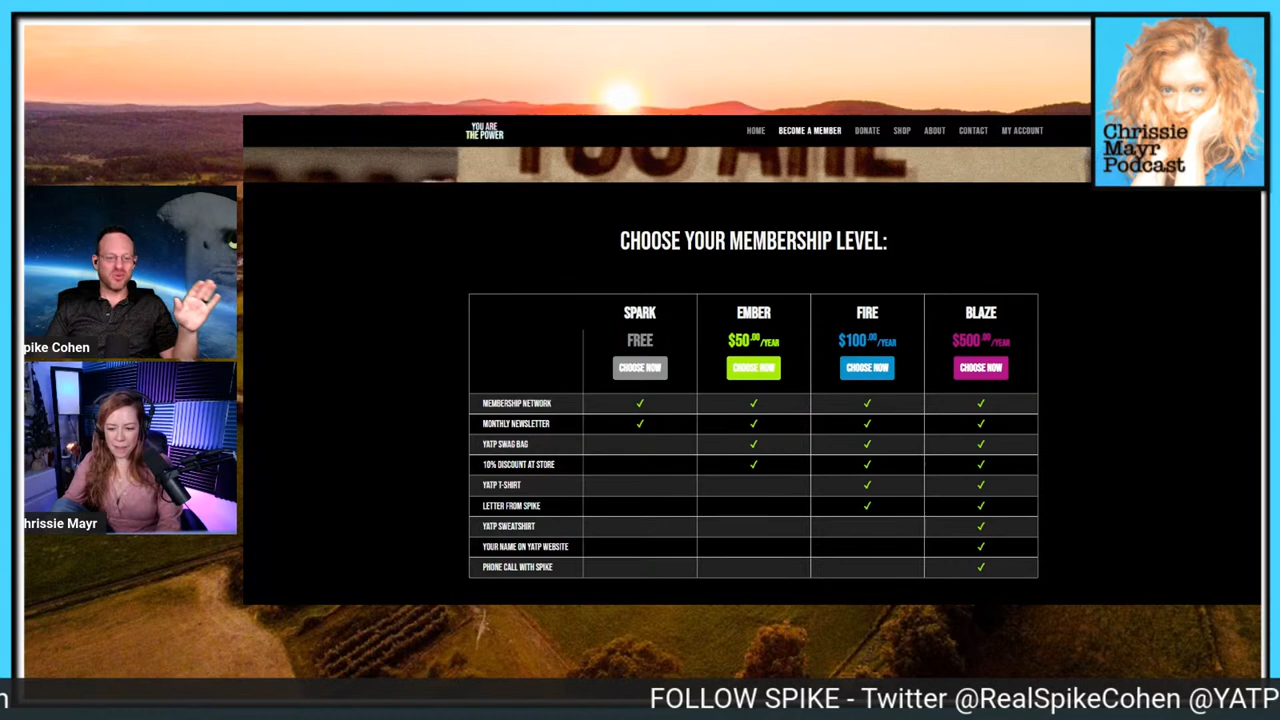 YOU ARE
THE POWER
HOME BECOME A MEMBER DONATE SHOP ABOUT CONTACT MY ACCOUNT
YOU ARE
Chrissie
Mayr
Podcast
CHOOSE YOUR MEMBERSHIP LEVEL:
SPARK EMBER FIRE BLAZE
FREE $50.00/YEAR $100.00/YEAR $500.00/YEAR
CHOOSE NOW CHOOSE NOW CHOOSE NOW CHOOSE NOW
MEMBERSHIP NETWORK ✓ ✓ ✓ ✓
MONTHLY NEWSLETTER ✓ ✓ ✓ ✓
YATP SWAG BAG ✓ ✓ ✓
10% DISCOUNT AT STORE ✓ ✓ ✓
YATP T-SHIRT ✓ ✓
LETTER FROM SPIKE ✓ ✓
YATP SWEATSHIRT ✓
YOUR NAME ON YATP WEBSITE ✓
PHONE CALL WITH SPIKE ✓
pike Cohen
hrissie Mayr
n FOLLOW SPIKE - Twitter @RealSpikeCohen @YATP